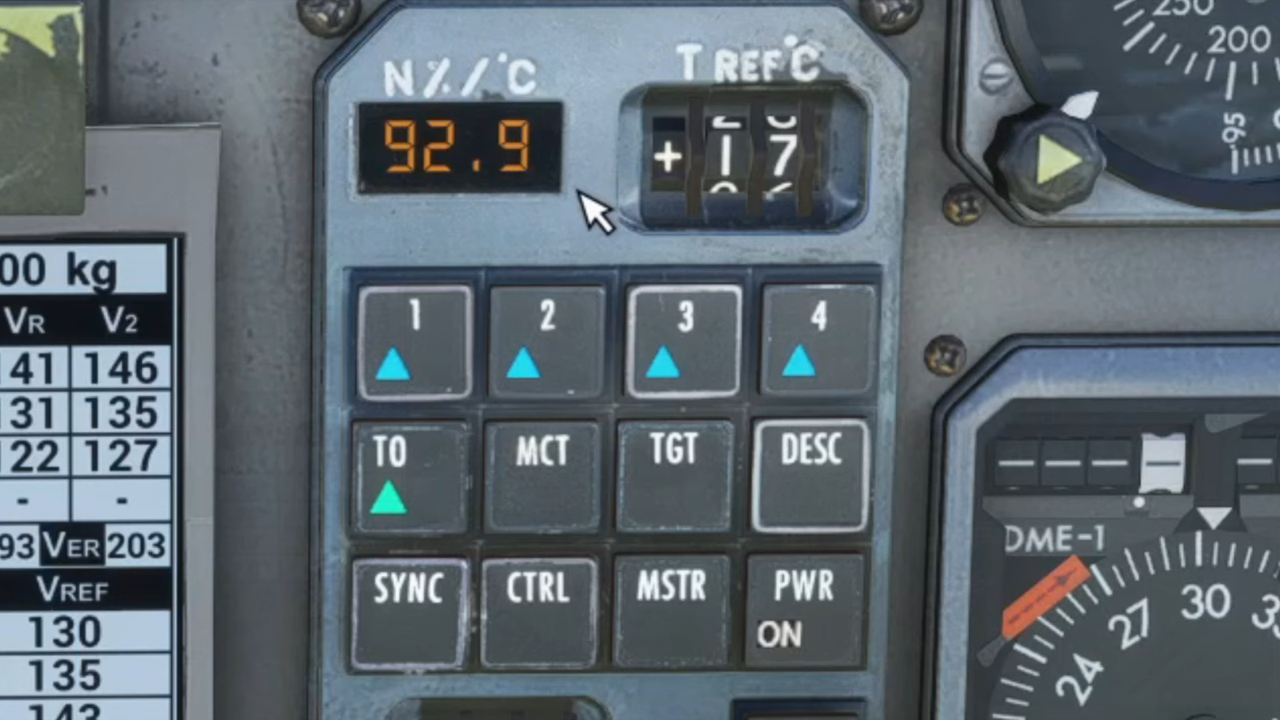 N%/°C
T REF°C
92.9
+17
250
200
.95
00 kg
VR V2
41 146
31 135
22 127
- -
93 VER 203
VREF
130
135
143
1 2 3 4
TO MCT TGT DESC
SYNC CTRL MSTR PWR
ON
DME-1
24 27 30